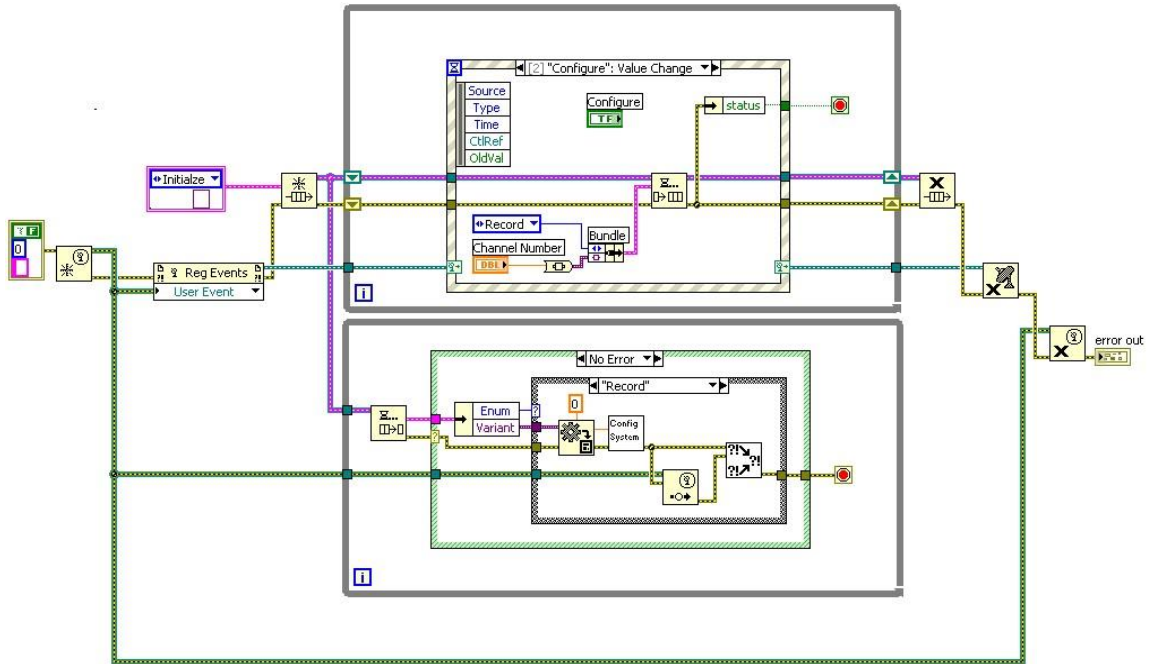 [2] "Configure": Value Change
Source
Type
Time
CtlRef
OldVal
Configure
TF
status
Initialze
Record
Bundle
Channel Number
DBL
T F
0
Reg Events
User Event
i
No Error
"Record"
Enum
Variant
0
Config
System
?!
?! ?!
error out
i